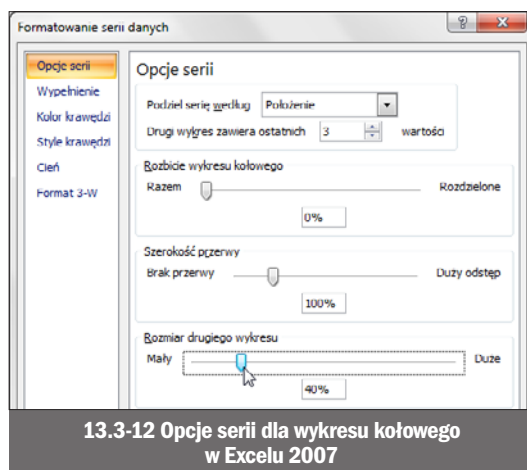 Formatowanie serii danych
Opcje serii
Wypełnienie
Kolor krawędzi
Style krawędzi
Cień
Format 3-W
Opcje serii
Podziel serię według Położenie
Drugi wykres zawiera ostatnich 3 wartości
Rozbicie wykresu kołowego
Razem Rozdzielone
0%
Szerokość przerwy
Brak przerwy Duży odstęp
100%
Rozmiar drugiego wykresu
Mały Duże
40%
13.3-12 Opcje serii dla wykresu kołowego
w Excelu 2007